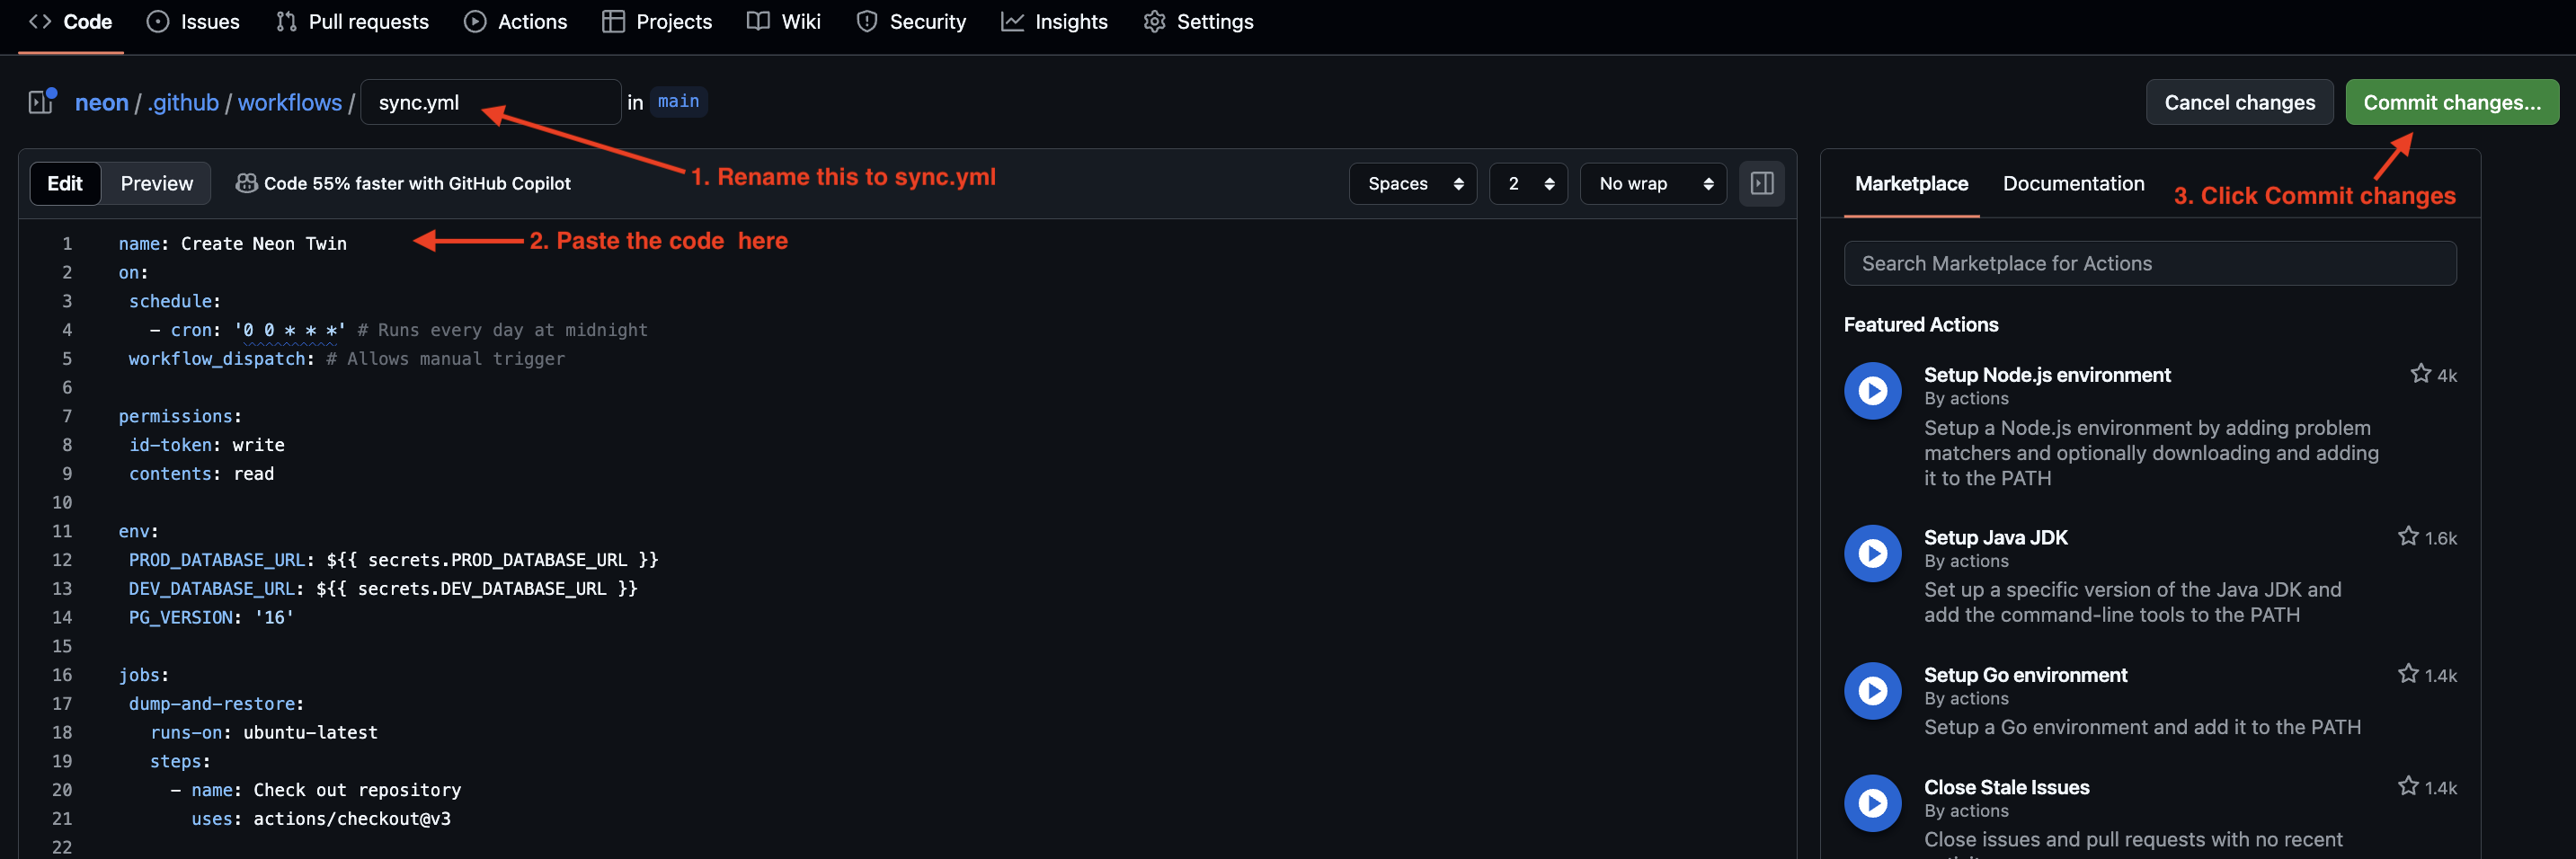 Code Issues Pull requests Actions Projects Wiki Security Insights Settings
neon / .github / workflows / sync.yml in main
Cancel changes Commit changes...
1. Rename this to sync.yml
Edit Preview Code 55% faster with GitHub Copilot
Spaces 2 No wrap
2. Paste the code here
3. Click Commit changes
1 name: Create Neon Twin
2 on:
3 schedule:
4 - cron: '0 0 * * *' # Runs every day at midnight
5 workflow_dispatch: # Allows manual trigger
6
7 permissions:
8 id-token: write
9 contents: read
10
11 env:
12 PROD_DATABASE_URL: ${{ secrets.PROD_DATABASE_URL }}
13 DEV_DATABASE_URL: ${{ secrets.DEV_DATABASE_URL }}
14 PG_VERSION: '16'
15
16 jobs:
17 dump-and-restore:
18 runs-on: ubuntu-latest
19 steps:
20 - name: Check out repository
21 uses: actions/checkout@v3
22
Marketplace Documentation
Search Marketplace for Actions
Featured Actions
Setup Node.js environment 4k
By actions
Setup a Node.js environment by adding problem
matchers and optionally downloading and adding
it to the PATH
Setup Java JDK 1.6k
By actions
Set up a specific version of the Java JDK and
add the command-line tools to the PATH
Setup Go environment 1.4k
By actions
Setup a Go environment and add it to the PATH
Close Stale Issues 1.4k
By actions
Close issues and pull requests with no recent